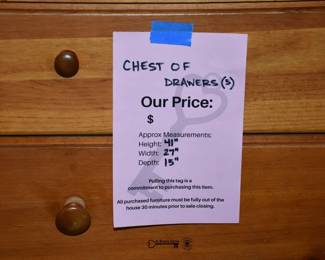 CHEST OF
DRAWERS (3)
Our Price:
$
Approx Measurements:
Height: 41"
Width: 27"
Depth: 15"
Pulling this tag is a
commitment to purchasing this item.
All purchased furniture must be fully out of the
house 30 minutes prior to sale closing.